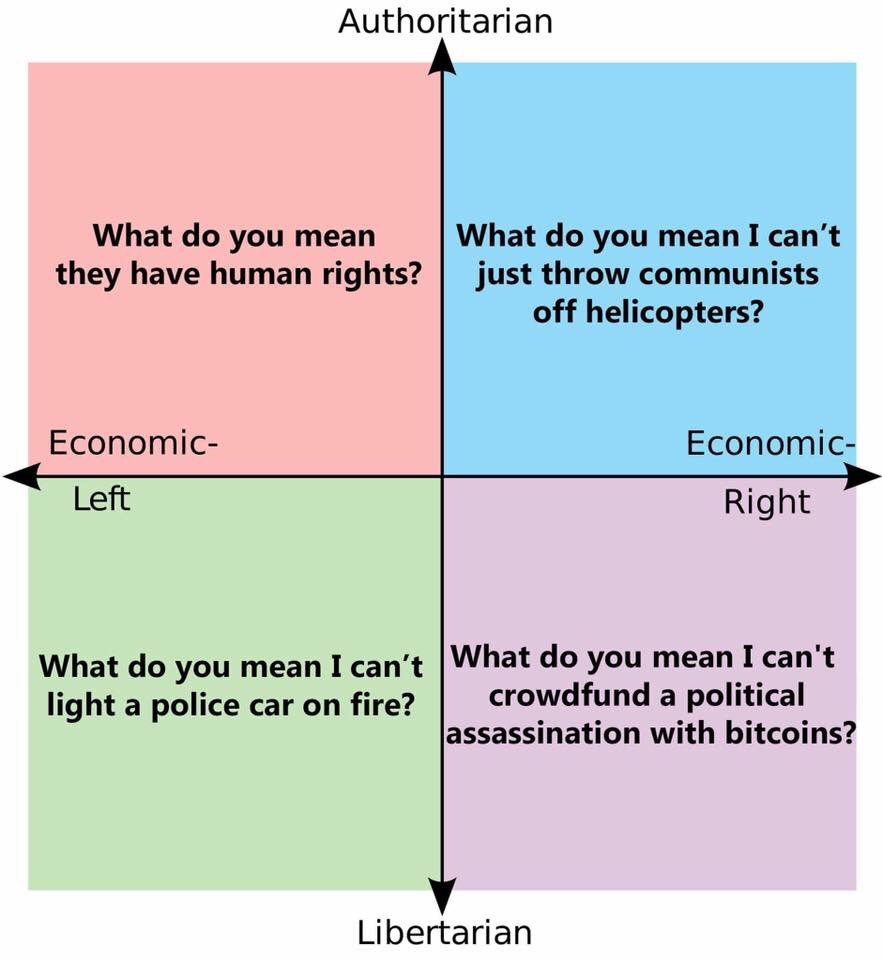 Authoritarian
What do you mean
they have human rights?
What do you mean I can’t
just throw communists
off helicopters?
Economic-
Left
Economic-
Right
What do you mean I can’t
light a police car on fire?
What do you mean I can't
crowdfund a political
assassination with bitcoins?
Libertarian